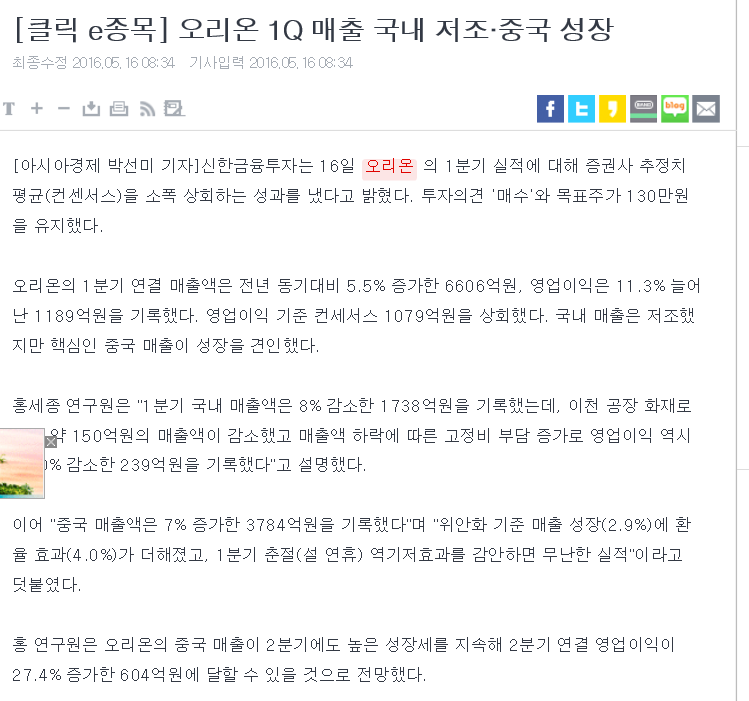 [클릭 e종목] 오리온 1Q 매출 국내 저조·중국 성장
최종수정 2016.05.16 08:34 기사입력 2016.05.16 08:34
T
BAND blog
[아시아경제 박선미 기자]신한금융투자는 16일 오리온 의 1분기 실적에 대해 증권사 추정치
평균(컨센서스)을 소폭 상회하는 성과를 냈다고 밝혔다. 투자의견 '매수'와 목표주가 130만원
을 유지했다.
오리온의 1분기 연결 매출액은 전년 동기대비 5.5% 증가한 6606억원, 영업이익은 11.3% 늘어
난 1189억원을 기록했다. 영업이익 기준 컨세서스 1079억원을 상회했다. 국내 매출은 저조했
지만 핵심인 중국 매출이 성장을 견인했다.
홍세종 연구원은 "1분기 국내 매출액은 8% 감소한 1738억원을 기록했는데, 이천 공장 화재로
약 150억원의 매출액이 감소했고 매출액 하락에 따른 고정비 부담 증가로 영업이익 역시
감소한 239억원을 기록했다"고 설명했다.
이어 "중국 매출액은 7% 증가한 3784억원을 기록했다"며 "위안화 기준 매출 성장(2.9%)에 환
율 효과(4.0%)가 더해졌고, 1분기 춘절(설 연휴) 역기저효과를 감안하면 무난한 실적"이라고
덧붙였다.
홍 연구원은 오리온의 중국 매출이 2분기에도 높은 성장세를 지속해 2분기 연결 영업이익이
27.4% 증가한 604억원에 달할 수 있을 것으로 전망했다.